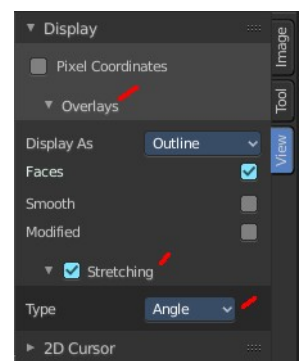 Display
Pixel Coordinates
Overlays
Display As Outline
Faces
Smooth
Modified
Stretching
Type Angle
2D Cursor
Image
Tool
View